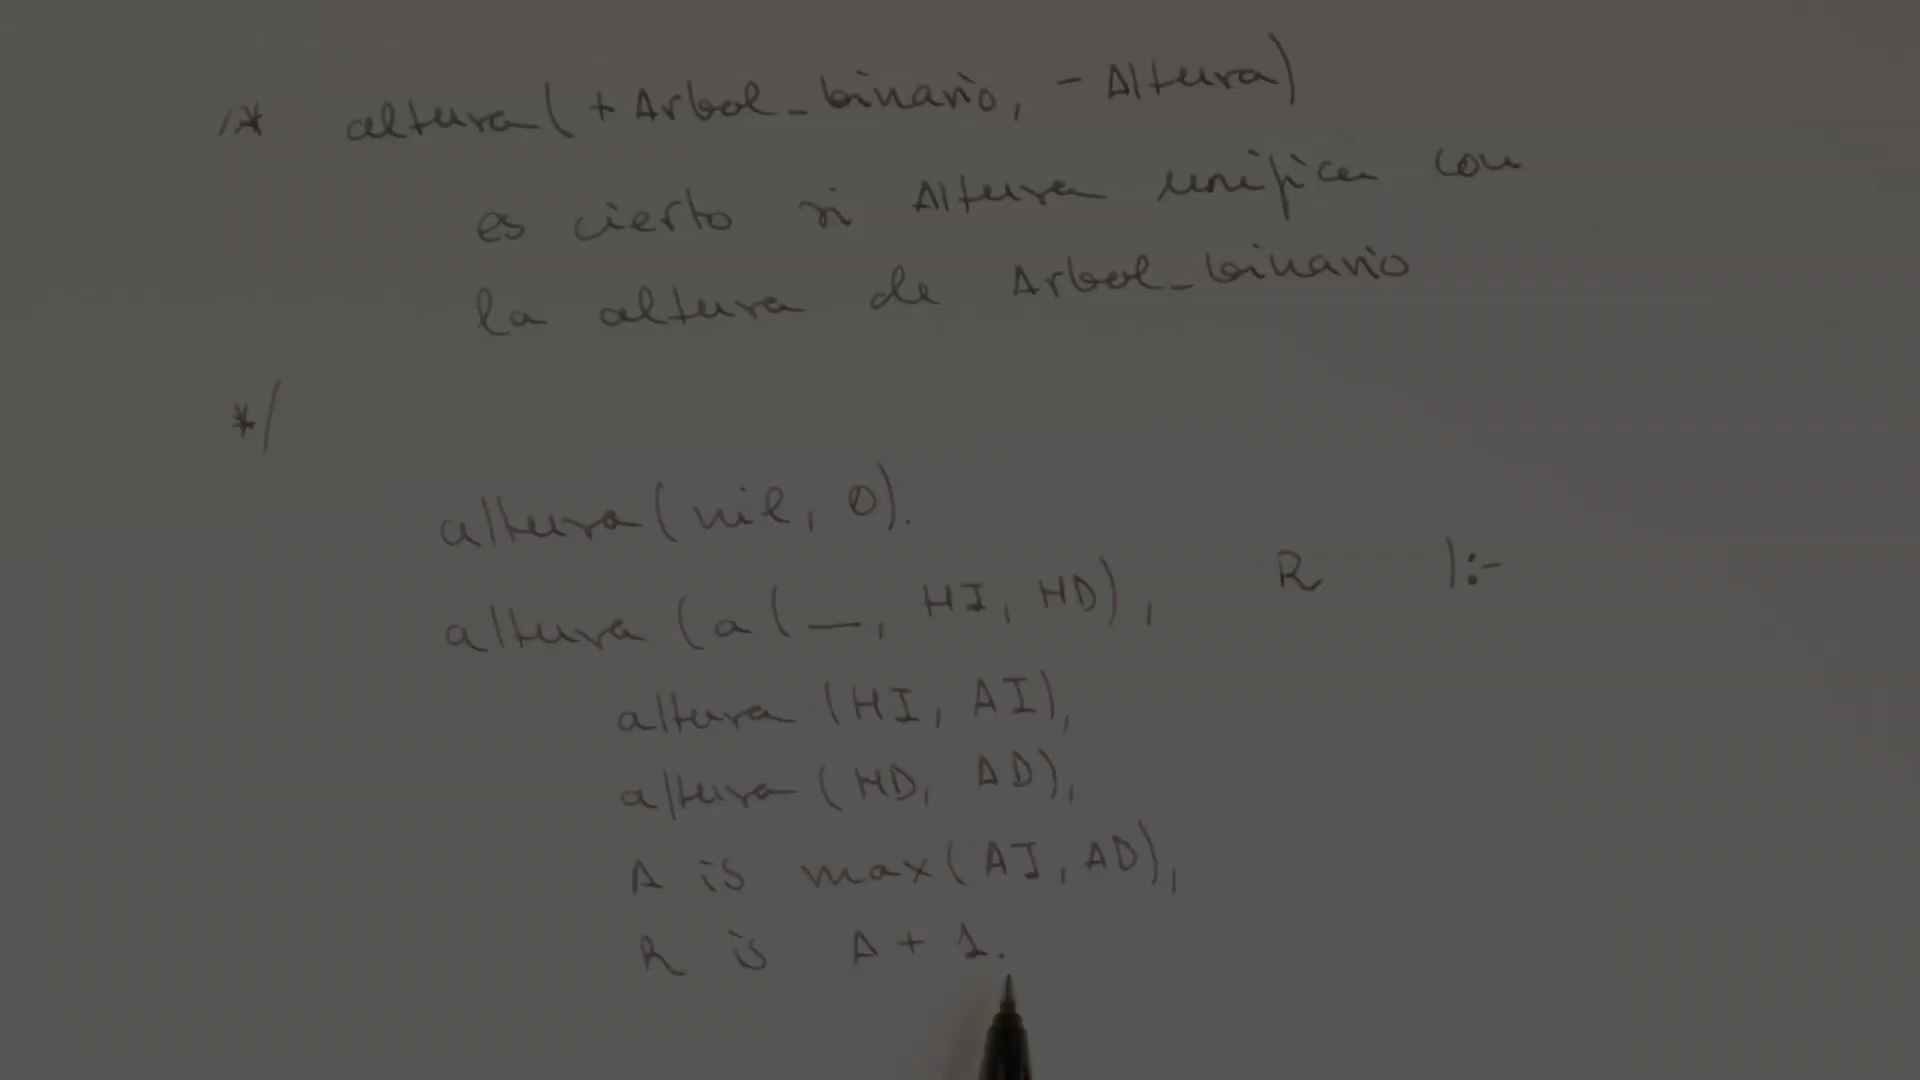 /* altura(+Arbol_binario, -Altura)
es cierto si Altura unifica con
la altura de Arbol_binario
*/
altura(nil, 0).
altura(a(_, HI, HD), R ):-
altura(HI, AI),
altura(HD, AD),
A is max(AI, AD),
R is A + 1.